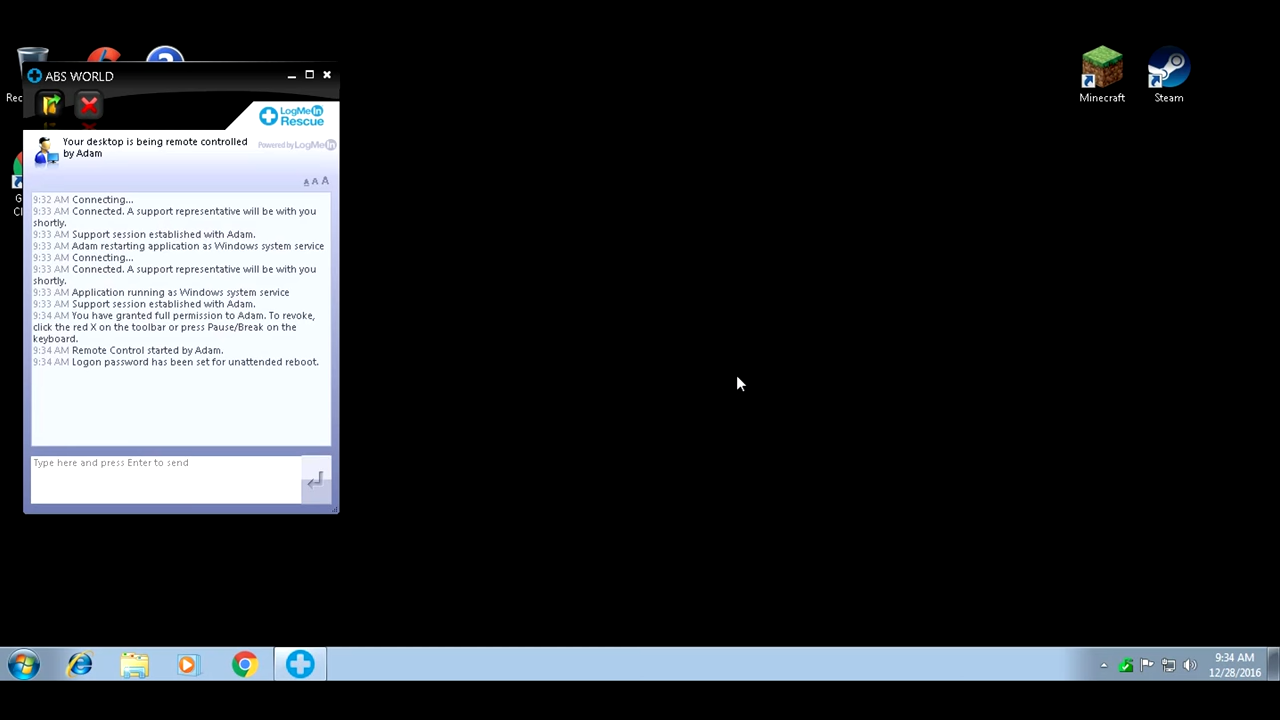 ABS WORLD
LogMeIn
Rescue
Your desktop is being remote controlled
by Adam
Powered by LogMeIn
A A A
9:32 AM Connecting...
9:33 AM Connected. A support representative will be with you
shortly.
9:33 AM Support session established with Adam.
9:33 AM Adam restarting application as Windows system service
9:33 AM Connecting...
9:33 AM Connected. A support representative will be with you
shortly.
9:33 AM Application running as Windows system service
9:33 AM Support session established with Adam.
9:34 AM You have granted full permission to Adam. To revoke,
click the red X on the toolbar or press Pause/Break on the
keyboard.
9:34 AM Remote Control started by Adam.
9:34 AM Logon password has been set for unattended reboot.
Type here and press Enter to send
Rec
G
Cl
Minecraft
Steam
9:34 AM
12/28/2016